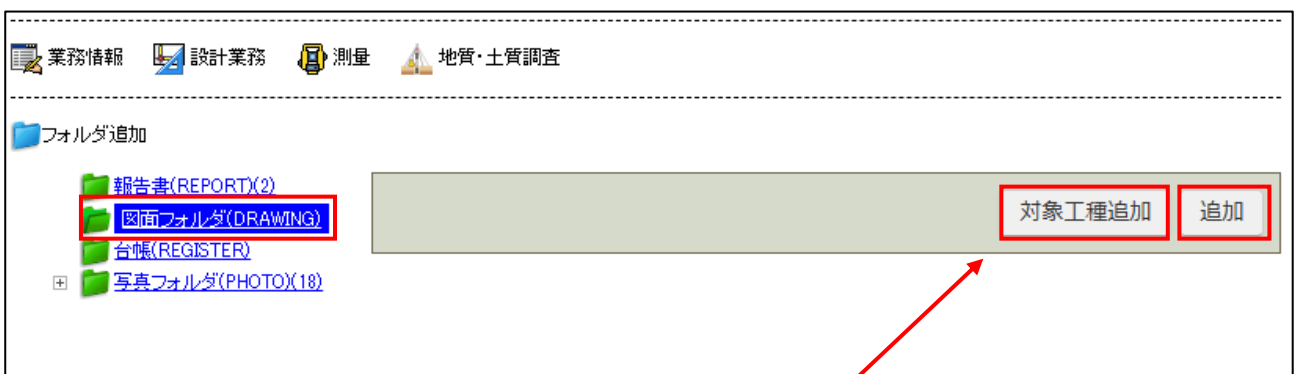 業務情報 設計業務 測量 地質・土質調査
フォルダ追加
報告書(REPORT)(2)
図面フォルダ(DRAWING)
対象工種追加 追加
台帳(REGISTER)
写真フォルダ(PHOTO)(18)